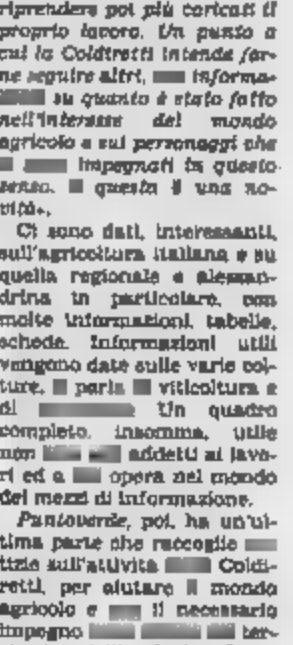 riprendere poi più caricati il
proprio lavoro. Un punto a
cui la Coldiretti intende far-
ne seguire altri, informa-
su quanto è stato fatto
nell'interesse del mondo
agricolo e sui personaggi che
impegnati in questo
senso. questa è una no-
vità».
Ci sono dati, interessanti,
sull'agricoltura italiana e su
quella regionale e alessan-
drina in particolare, con
molte informazioni, tabelle,
schede. Informazioni utili
vengono date sulle varie col-
ture, parla viticoltura e
di Un quadro
completo, insomma, utile
non addetti ai lavo-
ri ed a opera nel mondo
dei mezzi di informazione.
Puntoverde, poi, ha un'ul-
tima parte che raccoglie
tizie sull'attività Coldi-
retti, per aiutare il mondo
agricolo e il necessario
impegno